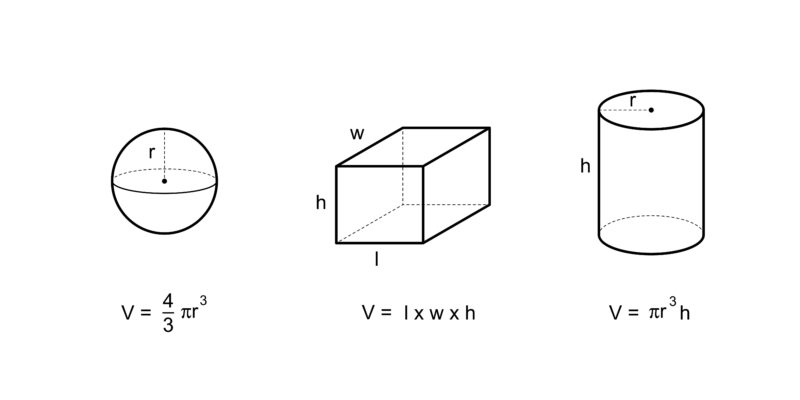 r
w
h
l
r
h
V = 4/3 πr³
V = l x w x h
V = πr³h